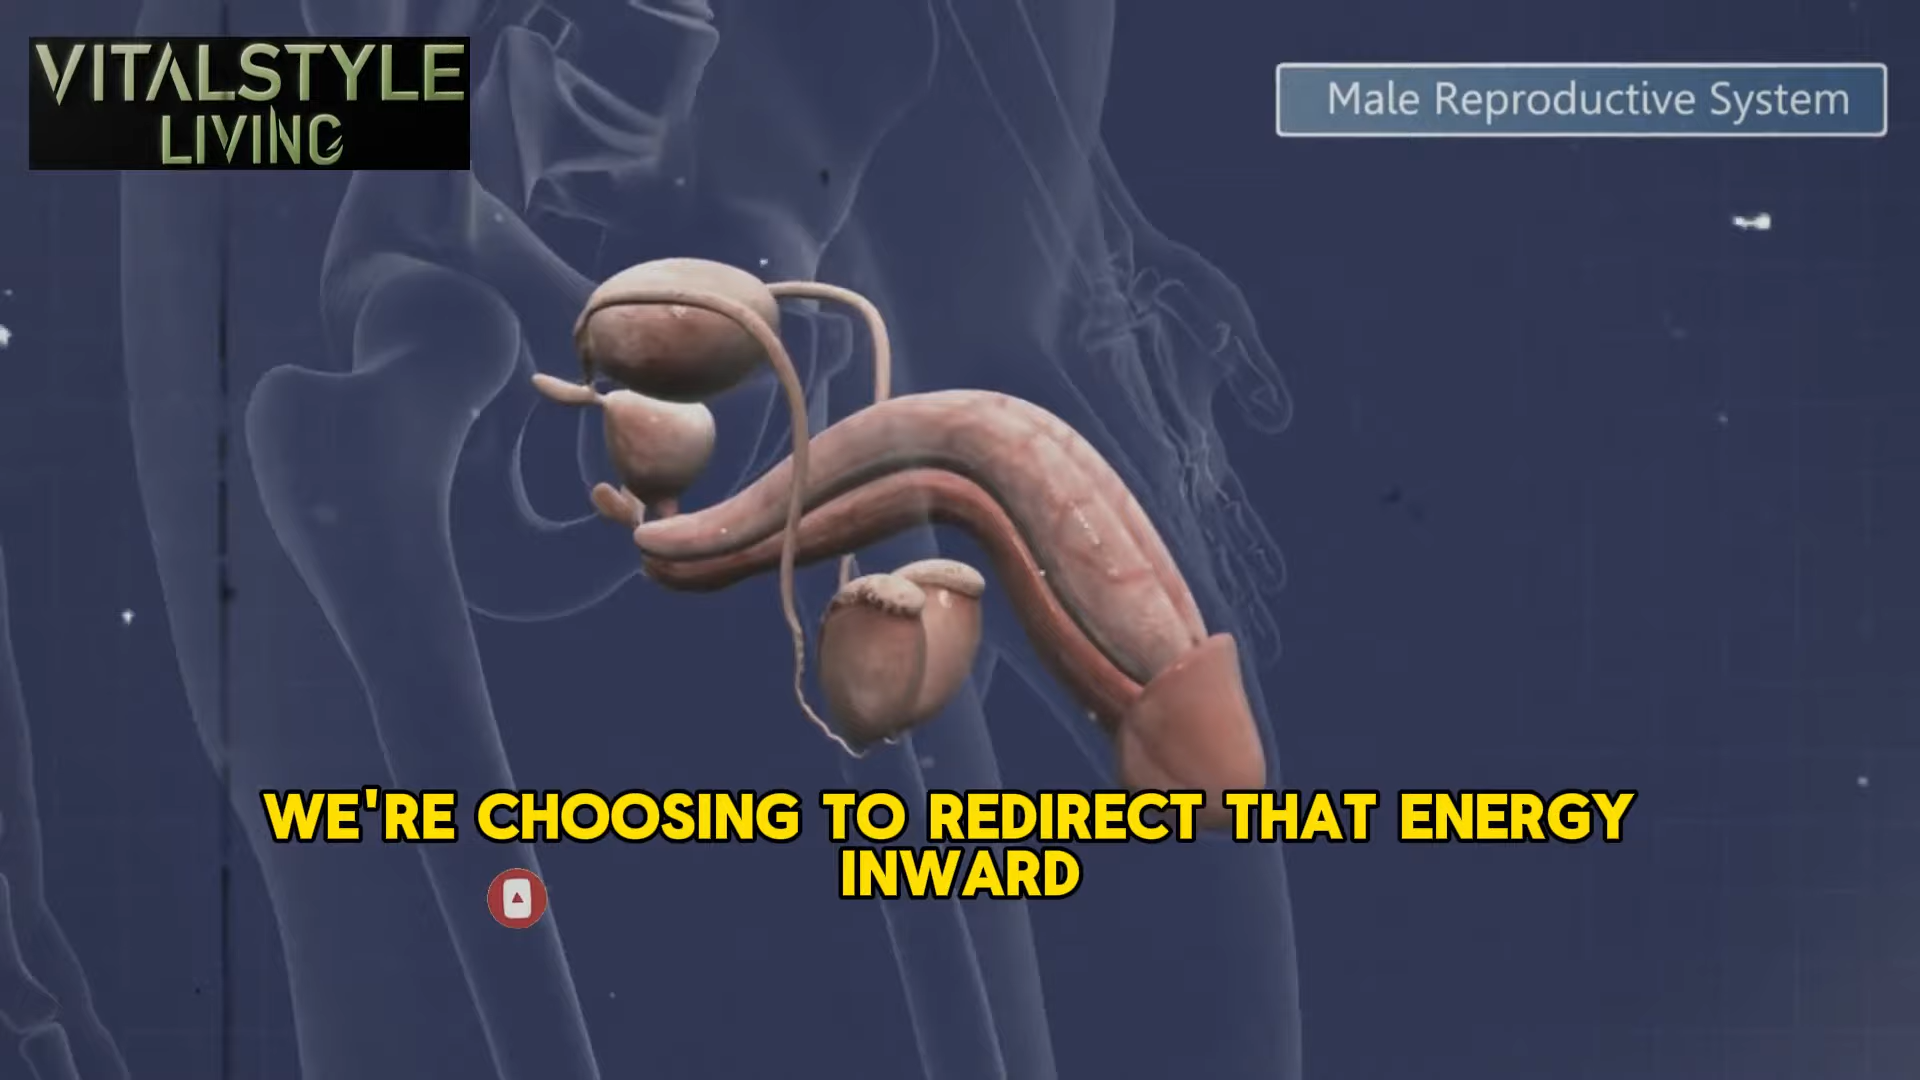 VITALSTYLE
LIVING
Male Reproductive System
WE'RE CHOOSING TO REDIRECT THAT ENERGY
INWARD